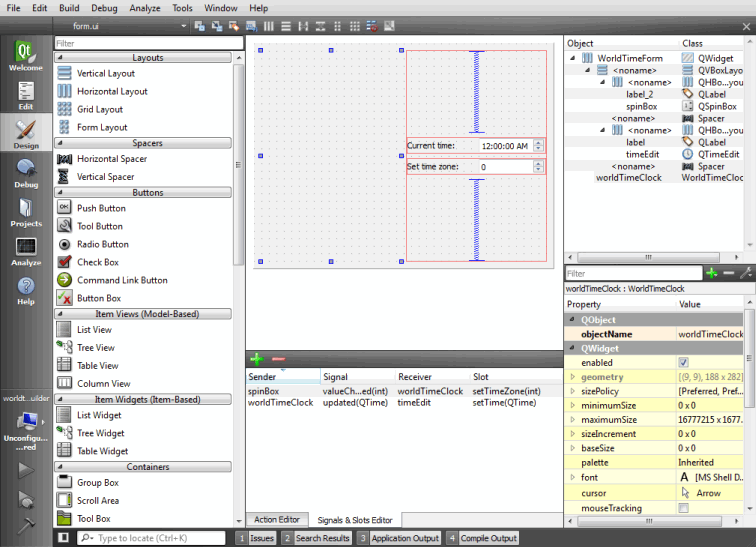 File Edit Build Debug Analyze Tools Window Help
form.ui
Qt
Welcome
Edit
Design
Debug
Projects
Analyze
Help
worldt...uilder
Unconfigu...red
Filter
Layouts
Vertical Layout
Horizontal Layout
Grid Layout
Form Layout
Spacers
Horizontal Spacer
Vertical Spacer
Buttons
OK Push Button
Tool Button
Radio Button
Check Box
Command Link Button
Button Box
Item Views (Model-Based)
List View
Tree View
Table View
Column View
Item Widgets (Item-Based)
List Widget
Tree Widget
Table Widget
Containers
Group Box
Scroll Area
Tool Box
Current time: 12:00:00 AM
Set time zone: 0
Sender Signal Receiver Slot
spinBox valueCh...ed(int) worldTimeClock setTimeZone(int)
worldTimeClock updated(QTime) timeEdit setTime(QTime)
Action Editor Signals & Slots Editor
Object Class
WorldTimeForm QWidget
<noname> QVBoxLayo
<noname> QHBo...you
label_2 QLabel
spinBox QSpinBox
<noname> Spacer
<noname> QHBo...you
label QLabel
timeEdit QTimeEdit
<noname> Spacer
worldTimeClock WorldTimeCloc
Filter
worldTimeClock : WorldTimeClock
Property Value
QObject
objectName worldTimeClock
QWidget
enabled
geometry [(9, 9), 188 x 282]
sizePolicy [Preferred, Pref...
minimumSize 0 x 0
maximumSize 16777215 x 1677...
sizeIncrement 0 x 0
baseSize 0 x 0
palette Inherited
font A [MS Shell D...
cursor Arrow
mouseTracking
Type to locate (Ctrl+K) 1 Issues 2 Search Results 3 Application Output 4 Compile Output